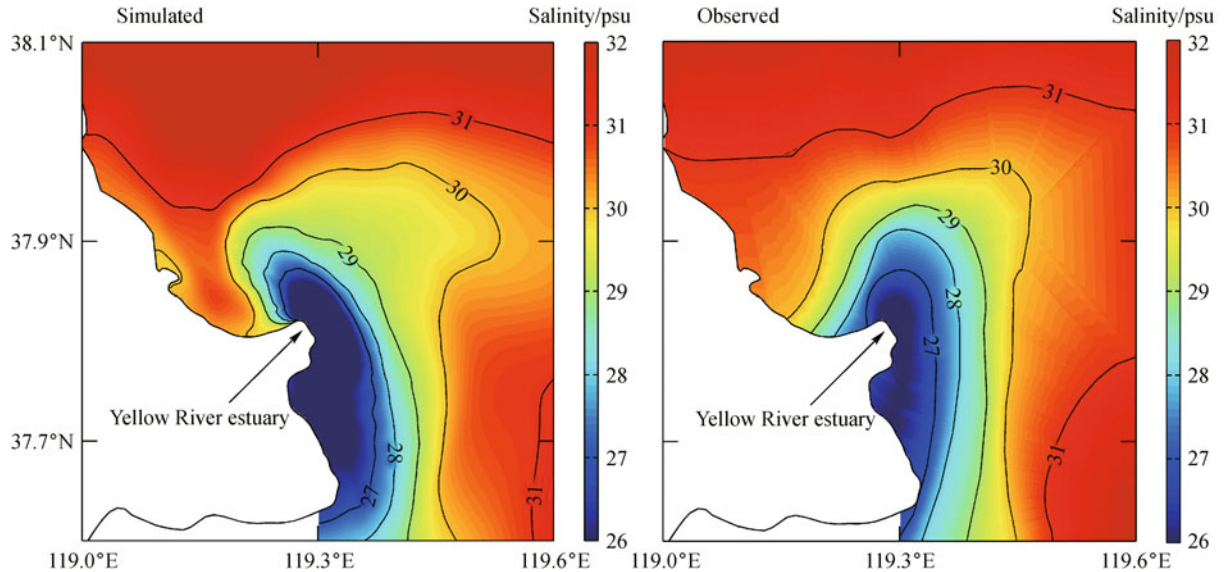 Simulated
Salinity/psu
38.1°N
37.9°N
37.7°N
119.0°E
119.3°E
119.6°E
31
30
29
28
27
31
Yellow River estuary
32
31
30
29
28
27
26
Observed
Salinity/psu
31
30
29
28
27
31
Yellow River estuary
119.0°E
119.3°E
119.6°E
32
31
30
29
28
27
26